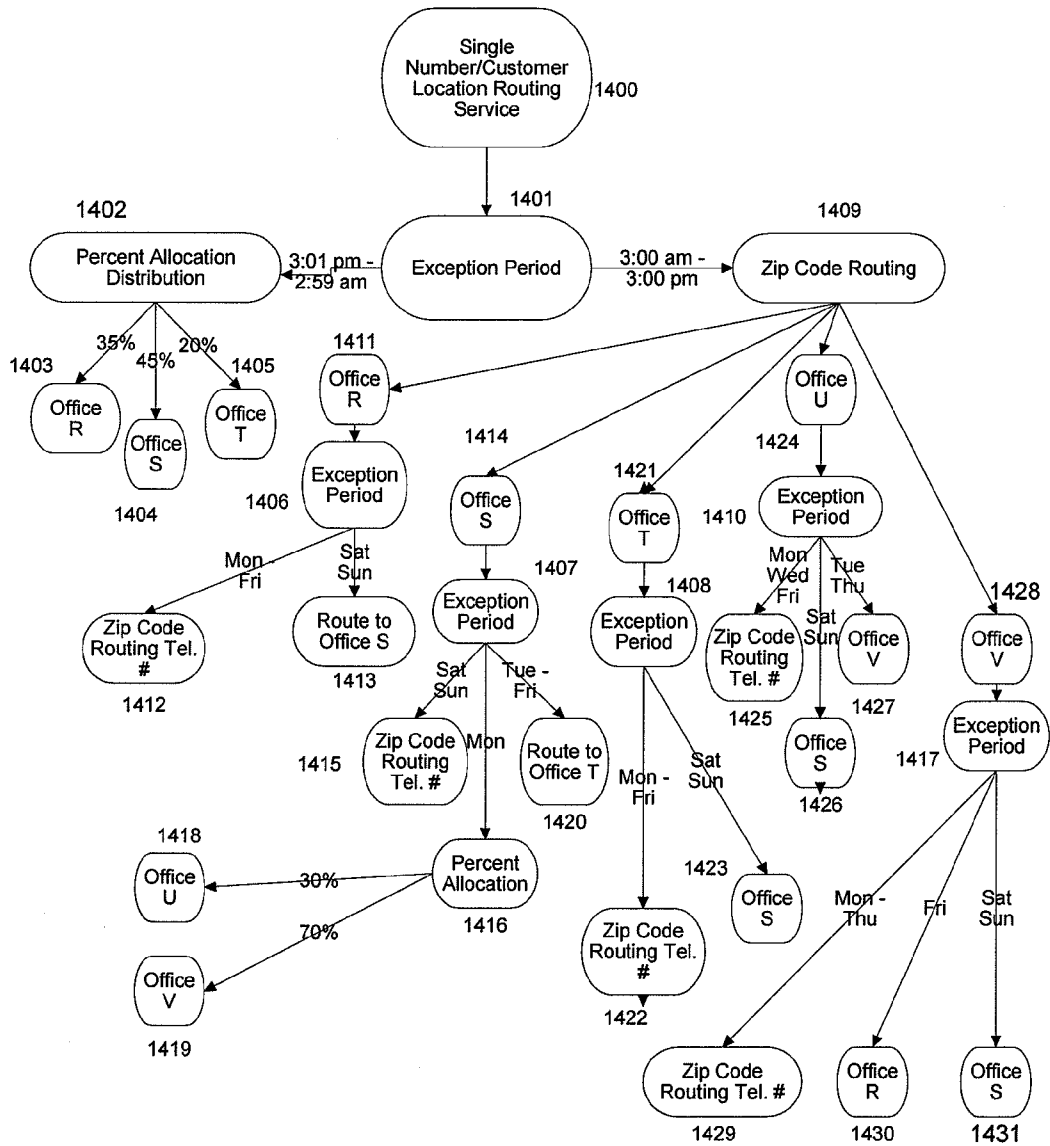 Single
Number/Customer
Location Routing
Service
1400
1401
Exception Period
1402
Percent Allocation
Distribution
3:01 pm -
2:59 am
3:00 am -
3:00 pm
1409
Zip Code Routing
35%
45%
20%
1403
Office
R
Office
S
1404
1405
Office
T
1411
Office
R
1406
Exception
Period
Mon -
Fri
Sat
Sun
Zip Code
Routing Tel.
#
1412
Route to
Office S
1413
1414
Office
S
1407
Exception
Period
Sat
Sun
Mon
Tue -
Fri
1415
Zip Code
Routing
Tel. #
Route to
Office T
1420
Percent
Allocation
1416
30%
70%
1418
Office
U
Office
V
1419
1421
Office
T
1408
Exception
Period
Mon -
Fri
Sat
Sun
Zip Code
Routing Tel.
#
1422
1423
Office
S
Office
U
1424
1410
Exception
Period
Mon
Wed
Fri
Sat
Sun
Tue
Thu
Zip Code
Routing
Tel. #
1425
Office
S
1426
Office
V
1427
1428
Office
V
1417
Exception
Period
Mon -
Thu
Fri
Sat
Sun
Zip Code
Routing Tel. #
1429
Office
R
1430
Office
S
1431